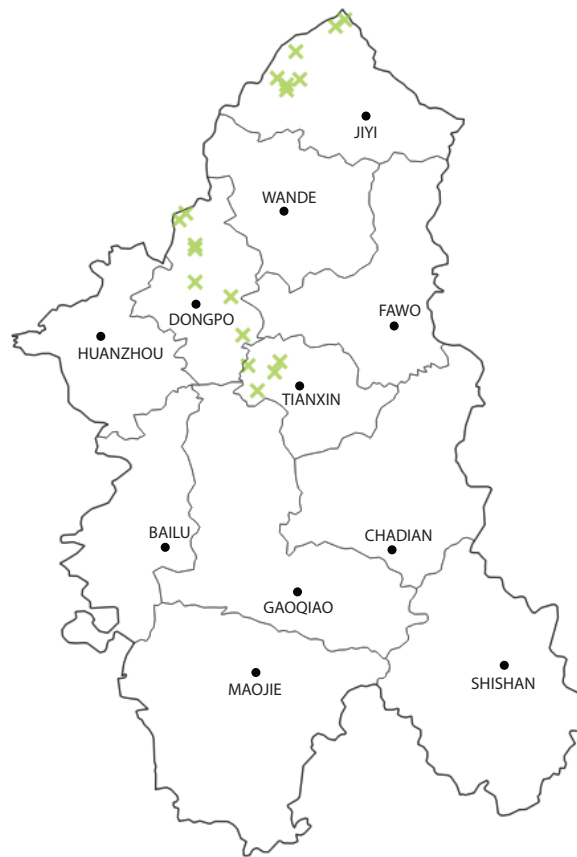 JIYI
WANDE
FAWO
DONGPO
HUANZHOU
TIANXIN
BAILU
CHADIAN
GAOQIAO
SHISHAN
MAOJIE